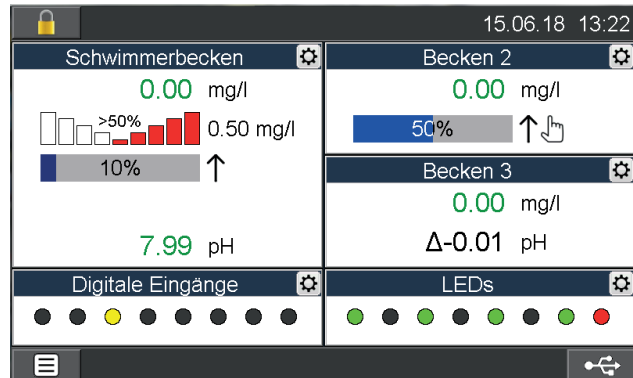 15.06.18 13:22
Schwimmerbecken
0.00 mg/l
>50% 0.50 mg/l
10%
7.99 pH
Becken 2
0.00 mg/l
50%
Becken 3
0.00 mg/l
Δ-0.01 pH
Digitale Eingänge
LEDs